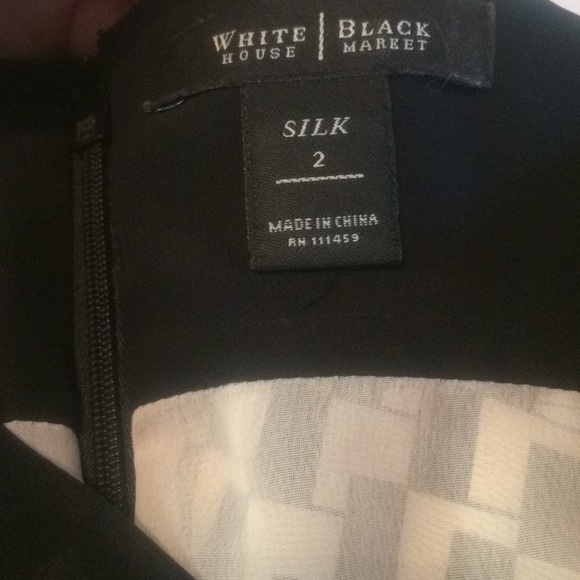 WHITE HOUSE | BLACK MARKET
SILK
2
MADE IN CHINA
RN 111459